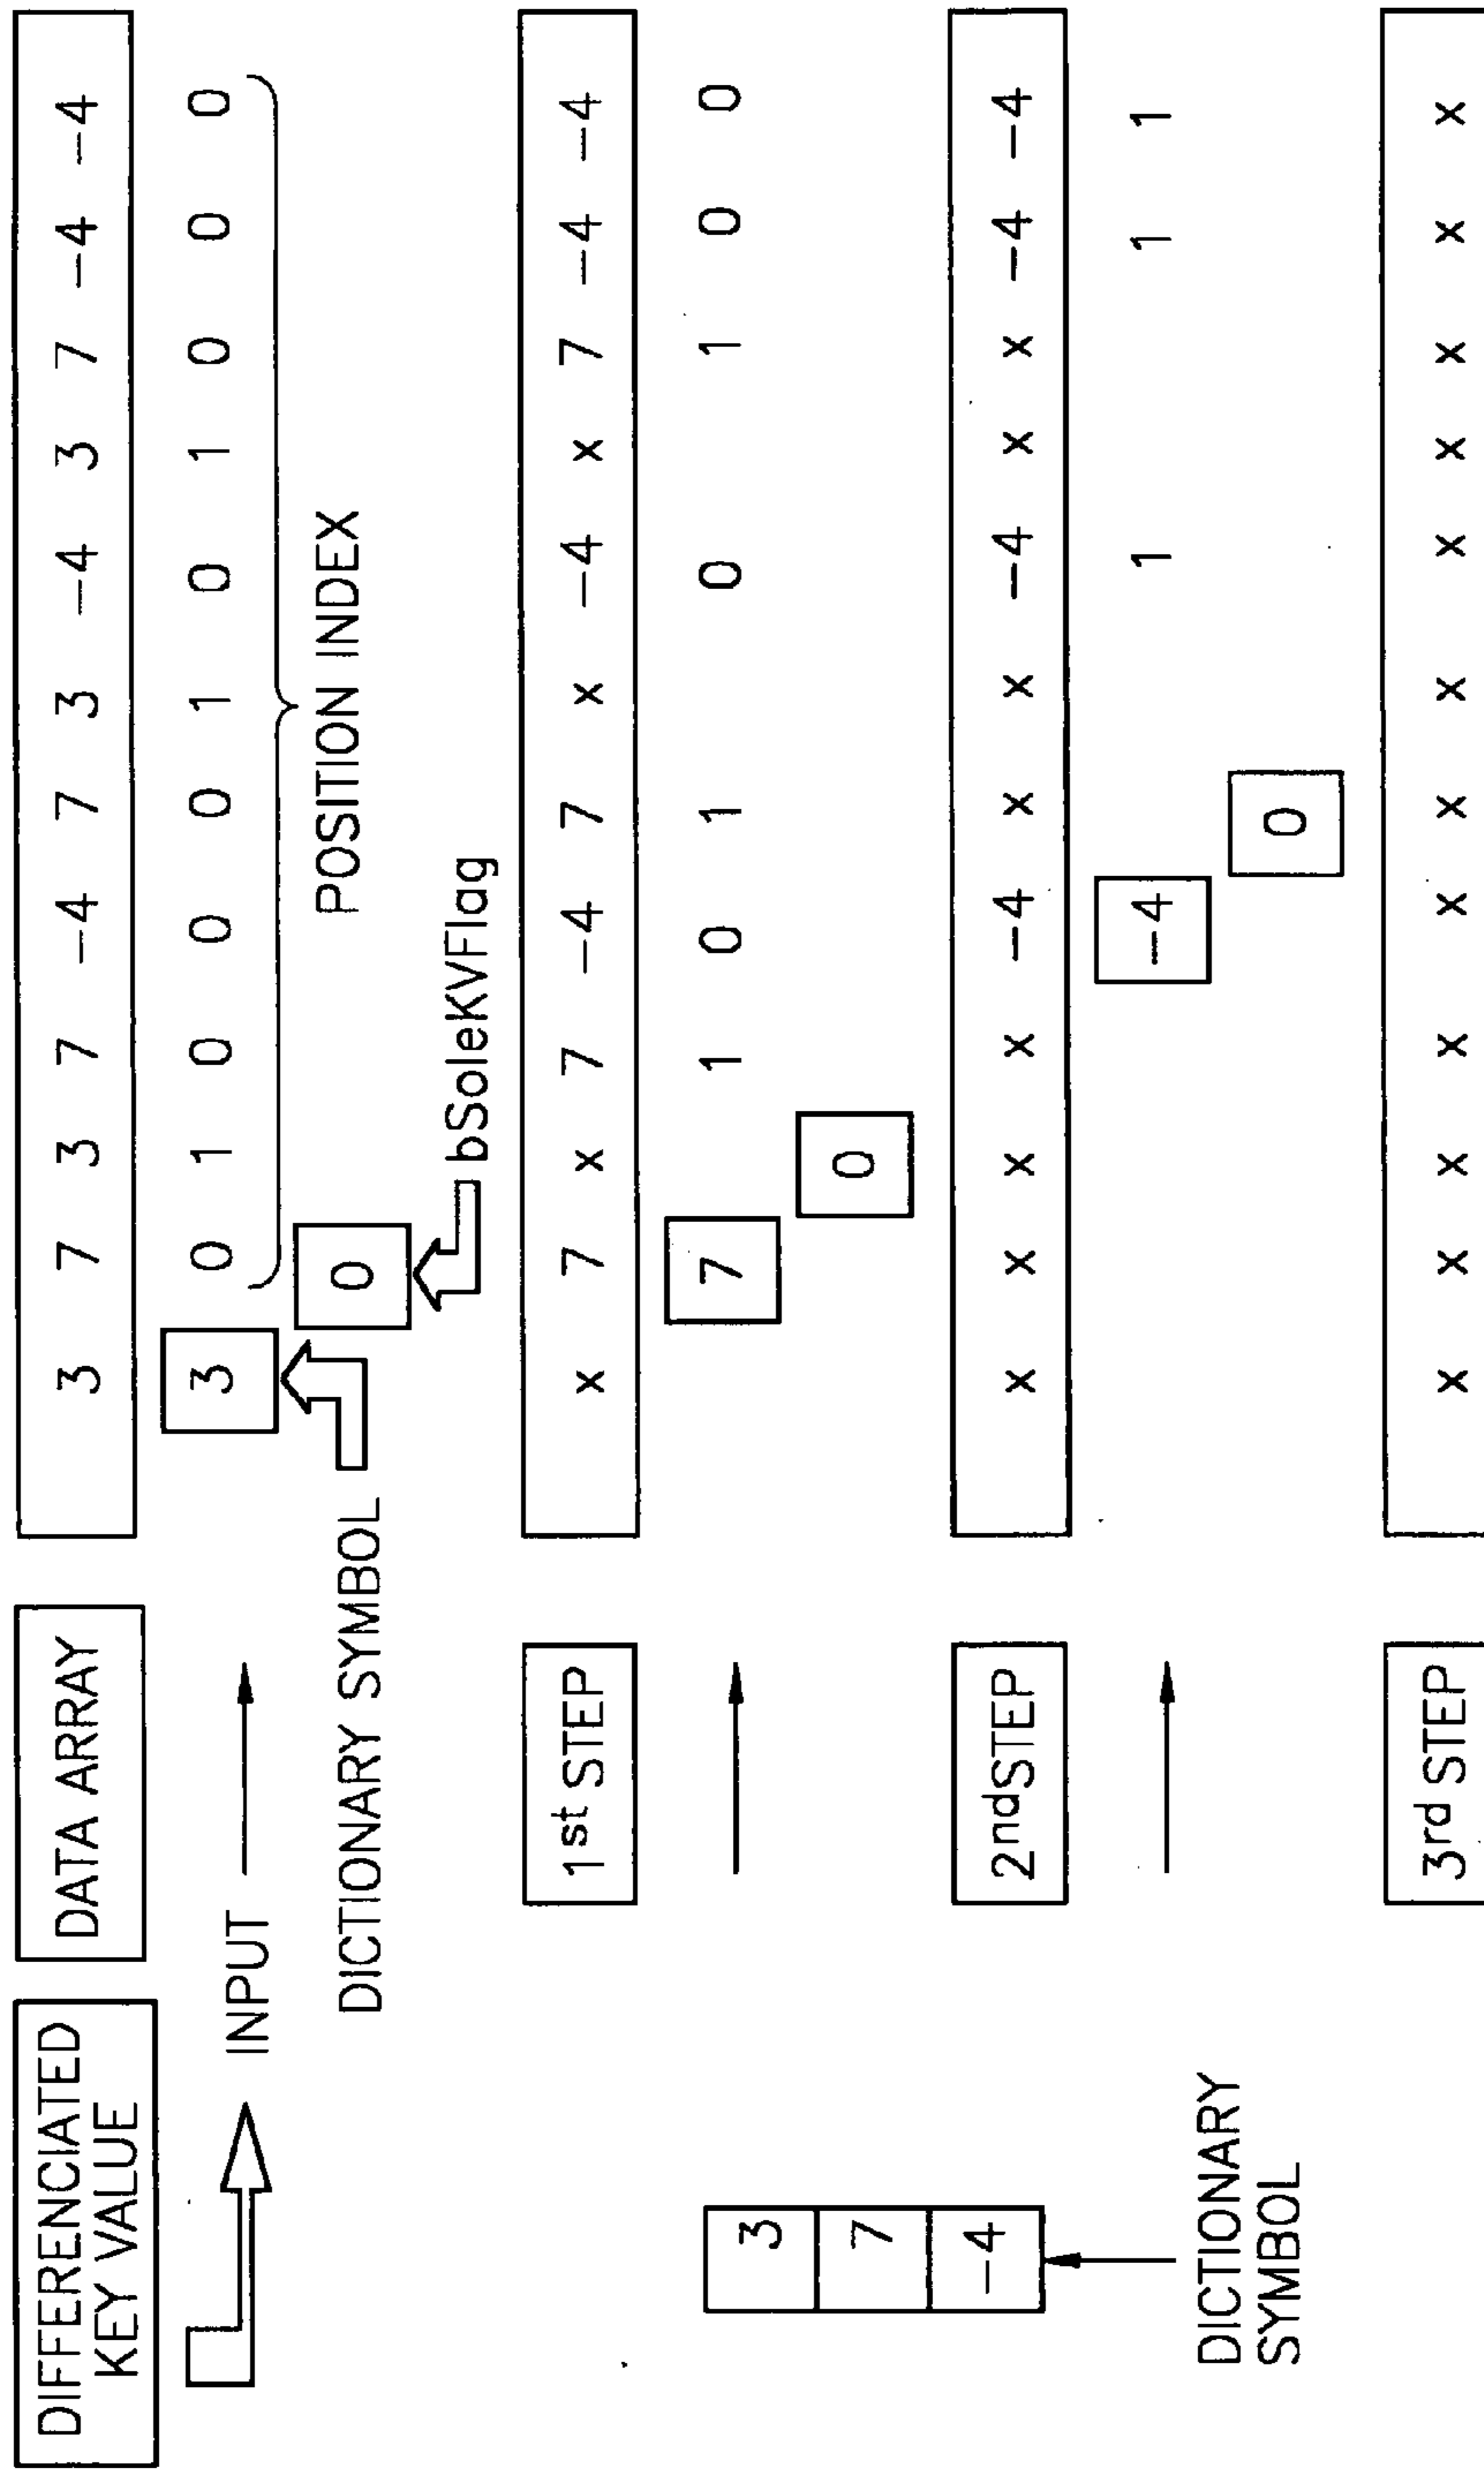 DIFFERENCIATED
KEY VALUE
DATA ARRAY
3 7 3 7 −4 7 3 −4 3 7 −4 −4
INPUT
3 0 1 0 0 0 1 0 1 0 0 0
DICTIONARY SYMBOL
0
POSITION INDEX
bSoleKVFlag
1st STEP
x 7 x 7 −4 7 x −4 x 7 −4 −4
7 1 0 1 0 1 0 0
0
2nd STEP
x x x x −4 x x −4 x x −4 −4
−4 1 1 1
0
3rd STEP
x x x x x x x x x x x x
3
7
−4
DICTIONARY
SYMBOL